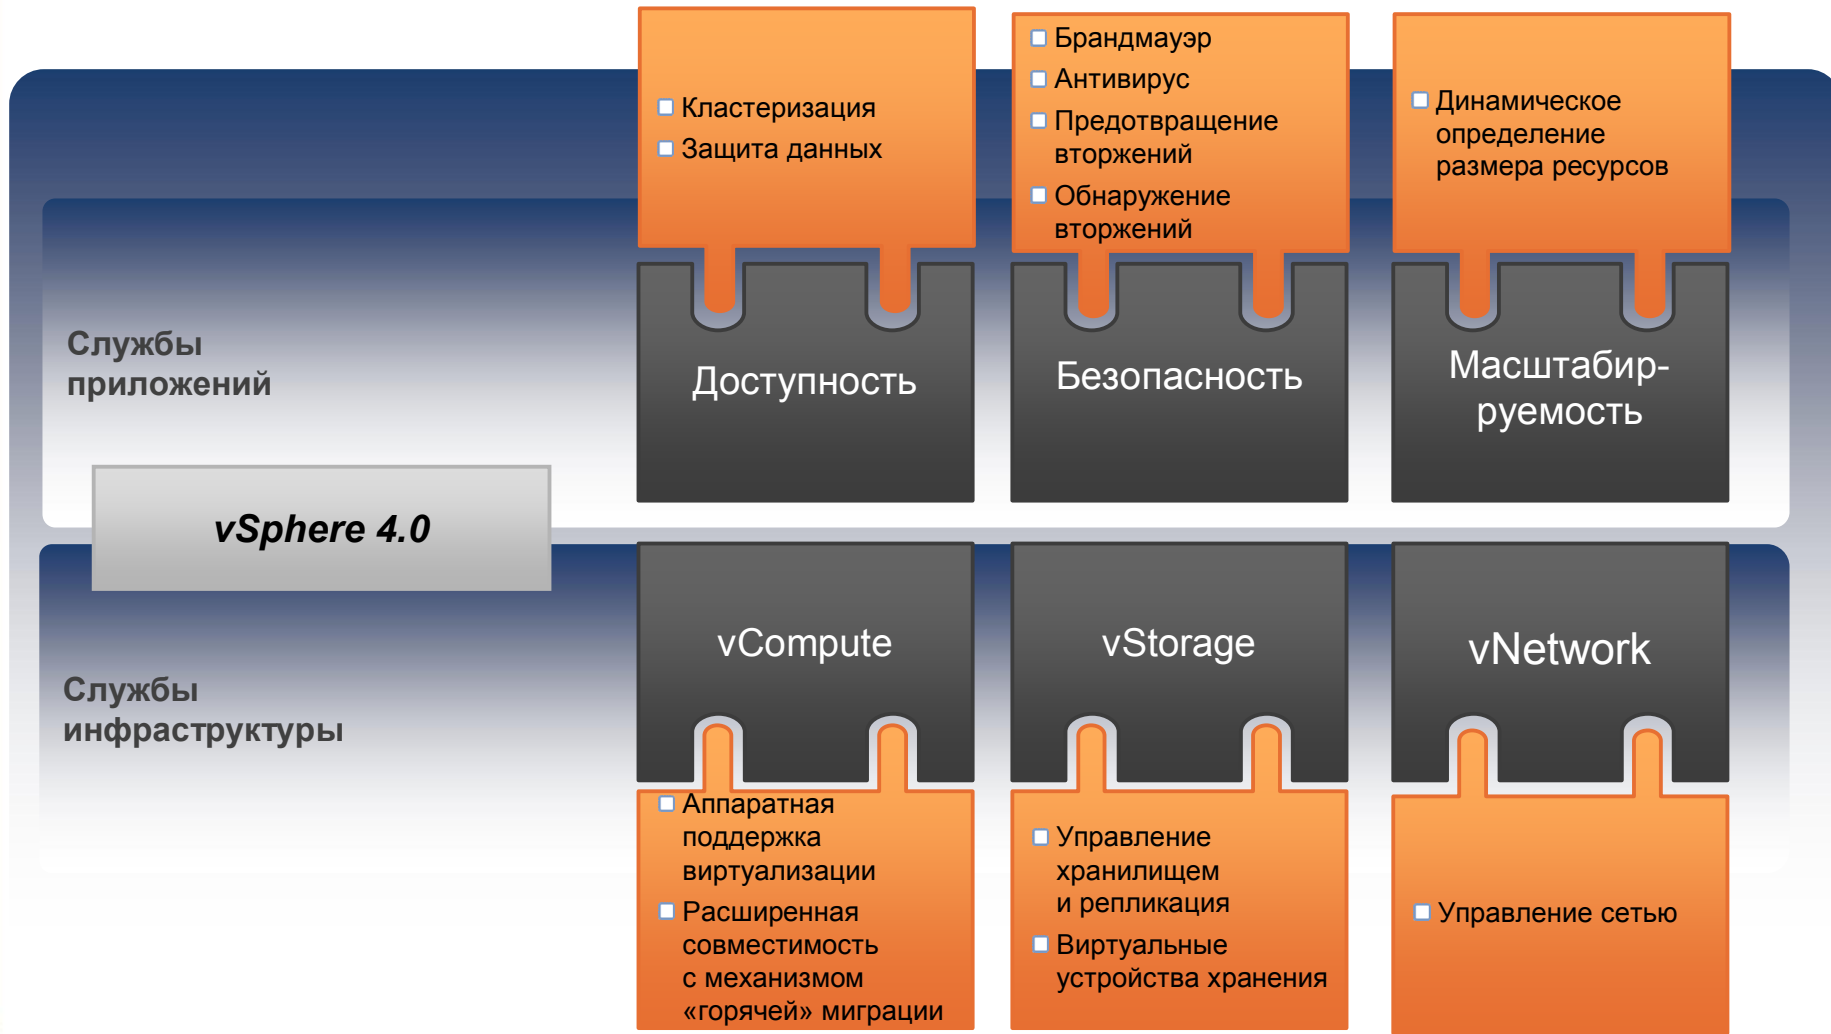 Кластеризация
Защита данных
Брандмауэр
Антивирус
Предотвращение
вторжений
Обнаружение
вторжений
Динамическое
определение
размера ресурсов
Службы
приложений
Доступность
Безопасность
Масштабир-
руемость
vSphere 4.0
Службы
инфраструктуры
vCompute
vStorage
vNetwork
Аппаратная
поддержка
виртуализации
Расширенная
совместимость
с механизмом
«горячей» миграции
Управление
хранилищем
и репликация
Виртуальные
устройства хранения
Управление сетью